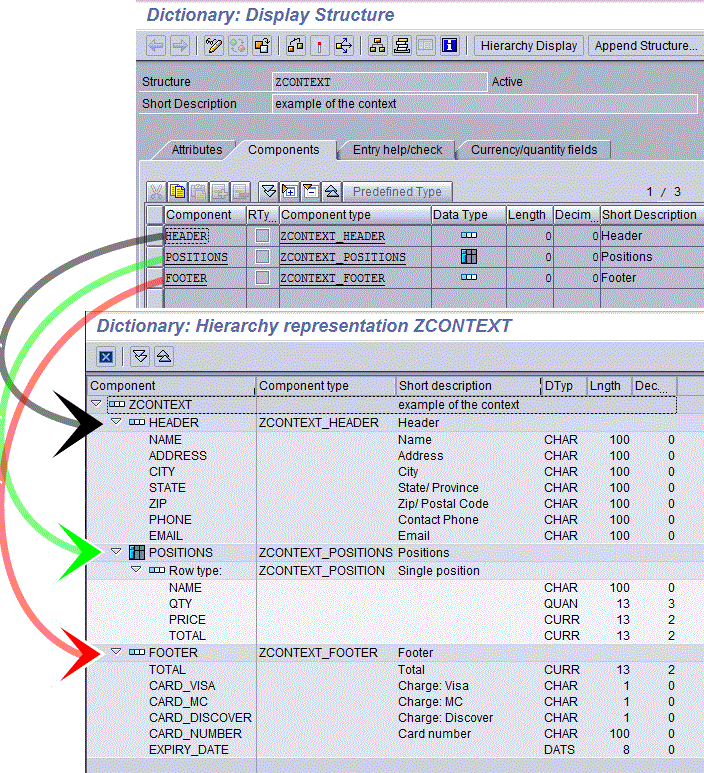 Dictionary: Display Structure
Hierarchy Display Append Structure...
Structure ZCONTEXT Active
Short Description example of the context
Attributes Components Entry help/check Currency/quantity fields
Predefined Type 1 / 3
Component RTy... Component type Data Type Length Decim... Short Description
HEADER ZCONTEXT_HEADER 0 0 Header
POSITIONS ZCONTEXT_POSITIONS 0 0 Positions
FOOTER ZCONTEXT_FOOTER 0 0 Footer
Dictionary: Hierarchy representation ZCONTEXT
Component Component type Short description DTyp Lngth Dec...
ZCONTEXT example of the context
HEADER ZCONTEXT_HEADER Header
NAME Name CHAR 100 0
ADDRESS Address CHAR 100 0
CITY City CHAR 100 0
STATE State/ Province CHAR 100 0
ZIP Zip/ Postal Code CHAR 100 0
PHONE Contact Phone CHAR 100 0
EMAIL Email CHAR 100 0
POSITIONS ZCONTEXT_POSITIONS Positions
Row type: ZCONTEXT_POSITION Single position
NAME CHAR 100 0
QTY QUAN 13 3
PRICE CURR 13 2
TOTAL CURR 13 2
FOOTER ZCONTEXT_FOOTER Footer
TOTAL Total CURR 13 2
CARD_VISA Charge: Visa CHAR 1 0
CARD_MC Charge: MC CHAR 1 0
CARD_DISCOVER Charge: Discover CHAR 1 0
CARD_NUMBER Card number CHAR 100 0
EXPIRY_DATE DATS 8 0